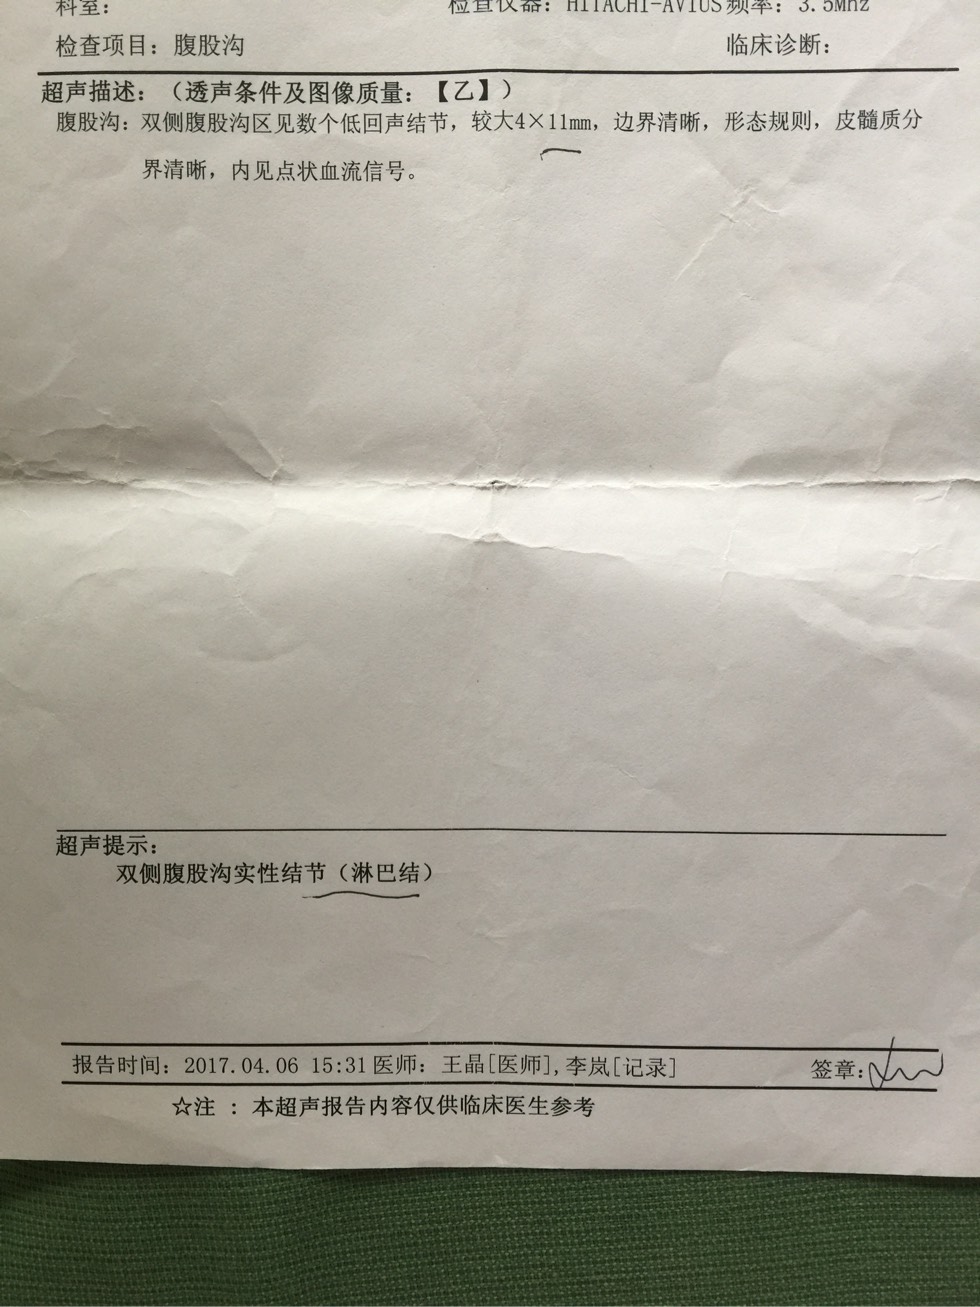 科室：
检查仪器：HITACHI-AVIUS 频率：3.5Mhz
检查项目：腹股沟 临床诊断：
超声描述：（透声条件及图像质量：【乙】）
腹股沟：双侧腹股沟区见数个低回声结节，较大4×11mm，边界清晰，形态规则，皮髓质分
界清晰，内见点状血流信号。
超声提示：
双侧腹股沟实性结节（淋巴结）
报告时间：2017.04.06 15:31 医师：王晶[医师],李岚[记录] 签章：
☆注 ：本超声报告内容仅供临床医生参考